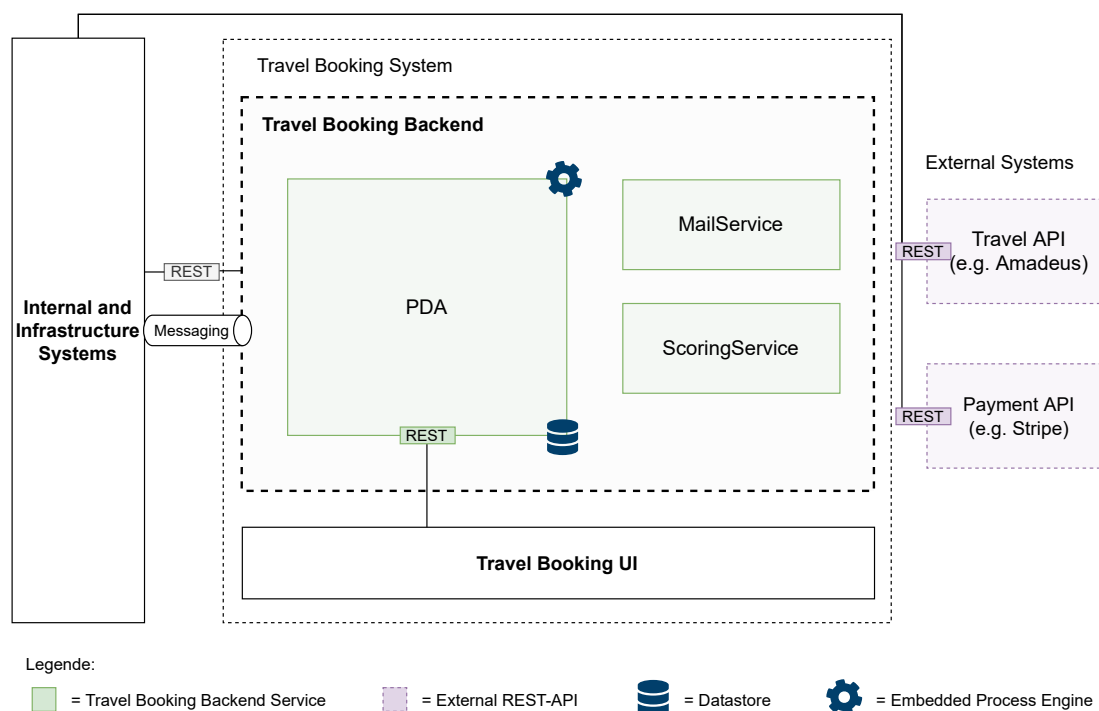 Travel Booking System
Travel Booking Backend
External Systems
MailService
Travel API
(e.g. Amadeus)
REST
REST
PDA
Internal and
Infrastructure
Systems
Messaging
ScoringService
Payment API
(e.g. Stripe)
REST
REST
Travel Booking UI
Legende:
= Travel Booking Backend Service
= External REST-API
= Datastore
= Embedded Process Engine